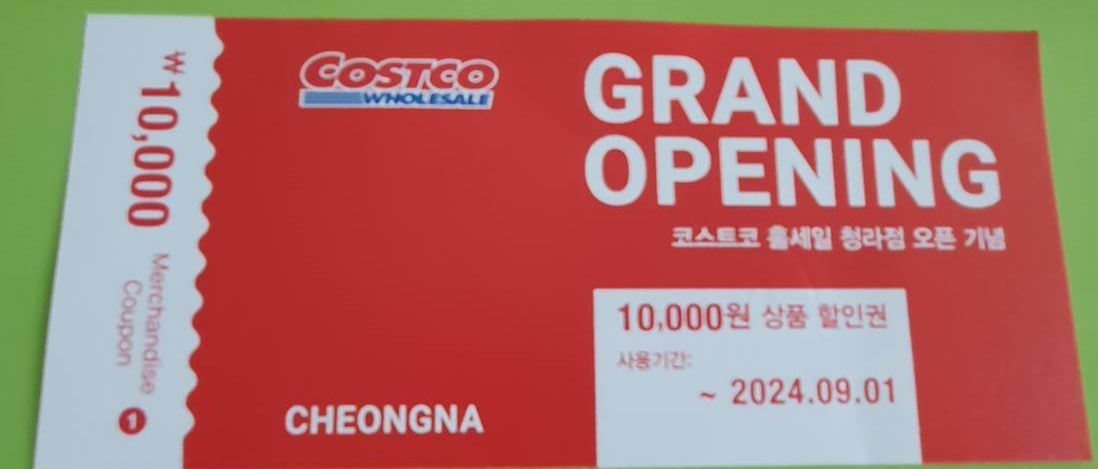 ₩10,000
Merchandise
Coupon
1
COSTCO
WHOLESALE
GRAND
OPENING
코스트코 홀세일 청라점 오픈 기념
10,000원 상품 할인권
사용기간:
~ 2024.09.01
CHEONGNA